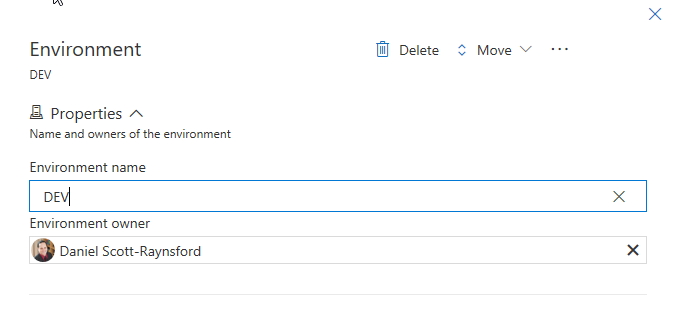 Environment
Delete
Move
...
DEV
Properties
Name and owners of the environment
Environment name
DEV
Environment owner
Daniel Scott-Raynsford